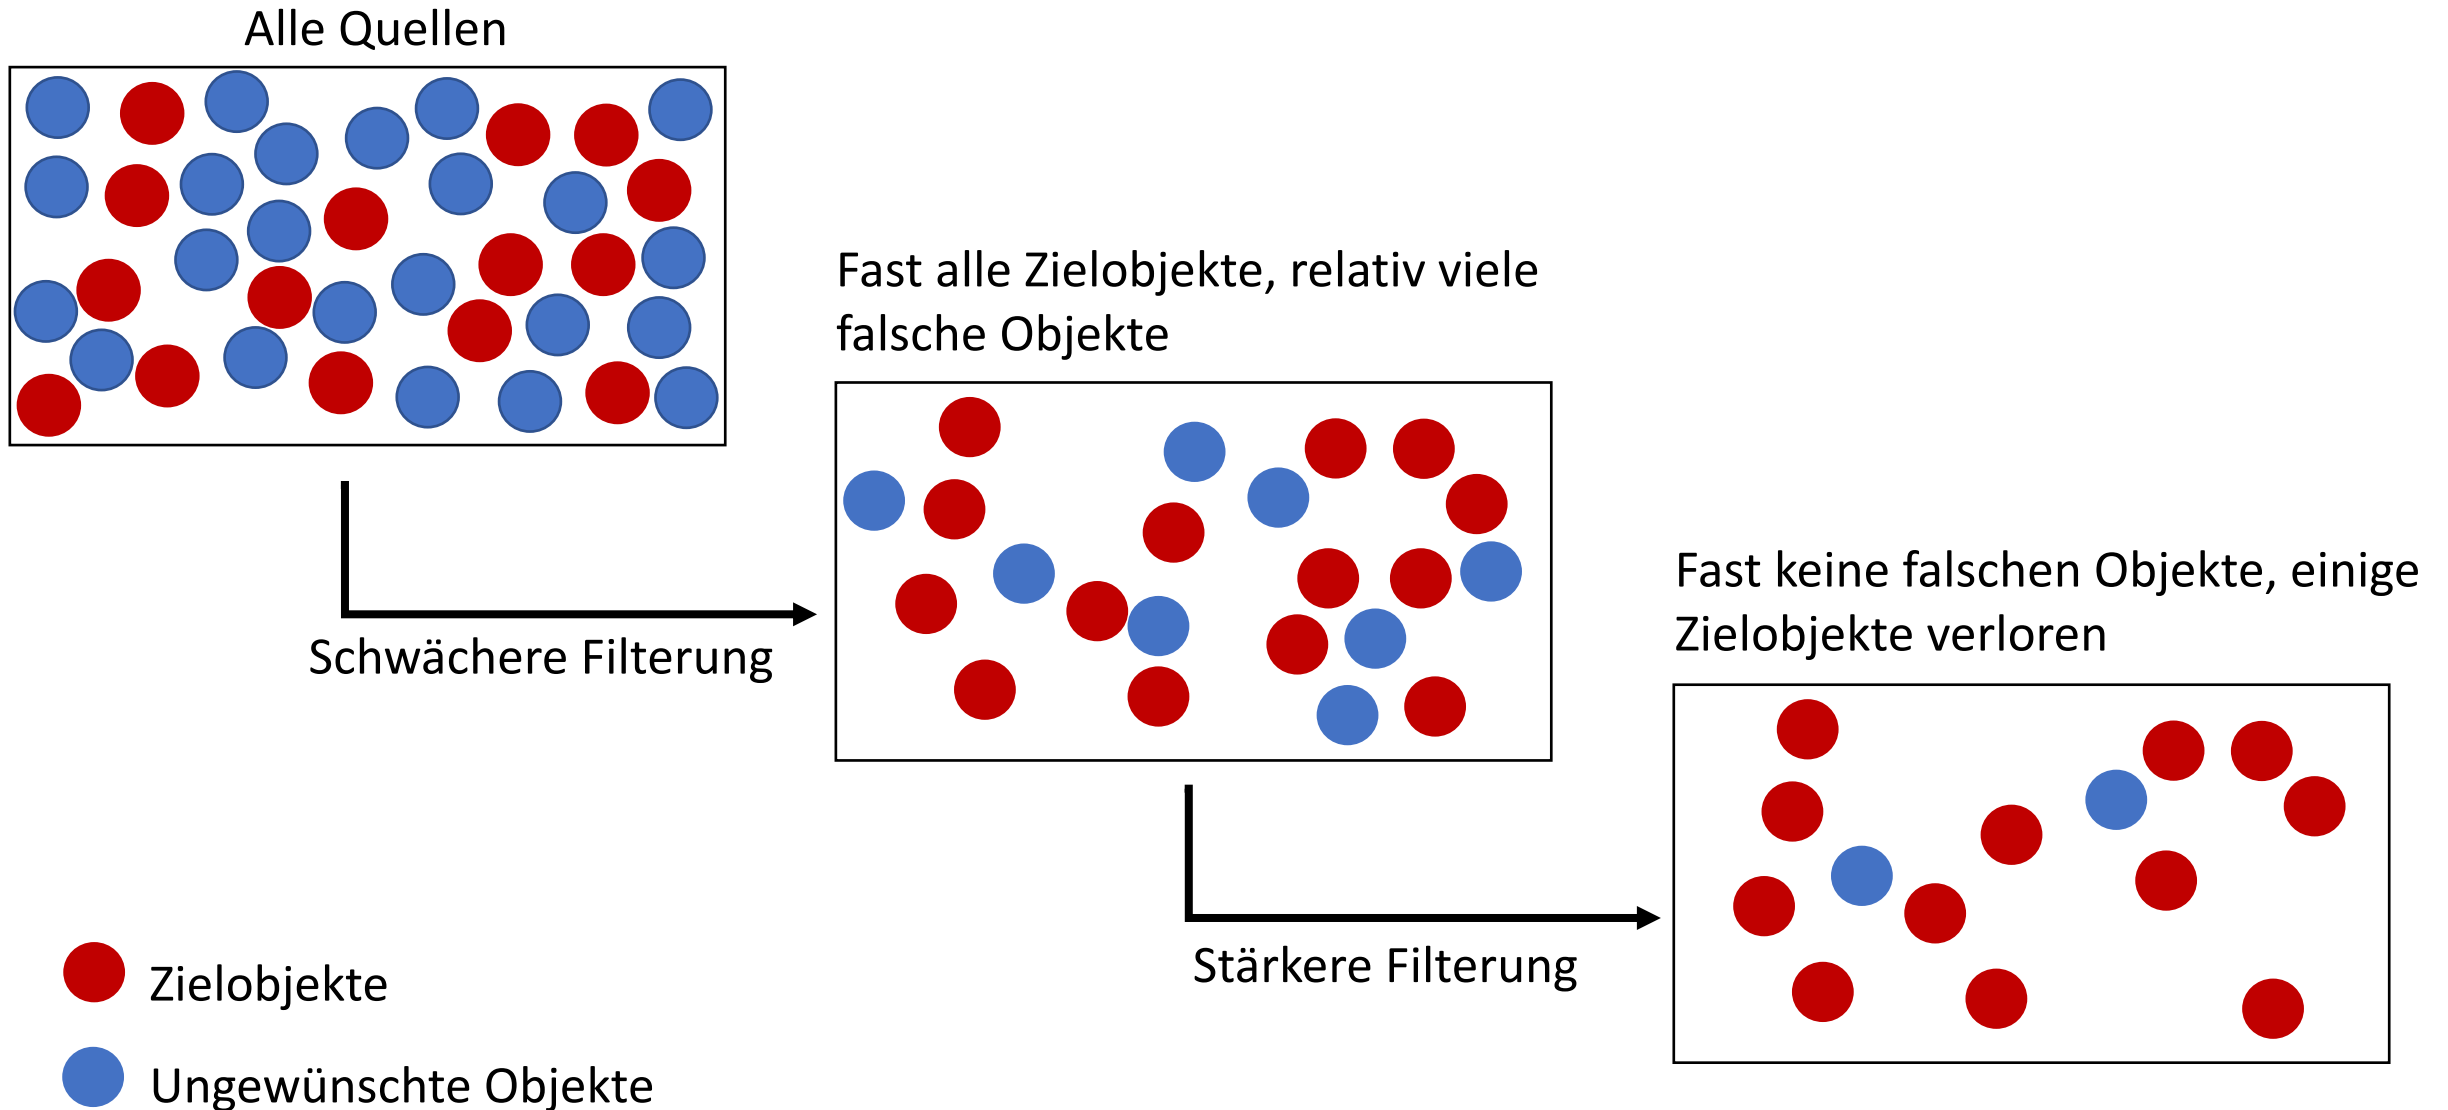 Alle Quellen
Fast alle Zielobjekte, relativ viele
falsche Objekte
Schwächere Filterung
Fast keine falschen Objekte, einige
Zielobjekte verloren
Stärkere Filterung
Zielobjekte
Ungewünschte Objekte